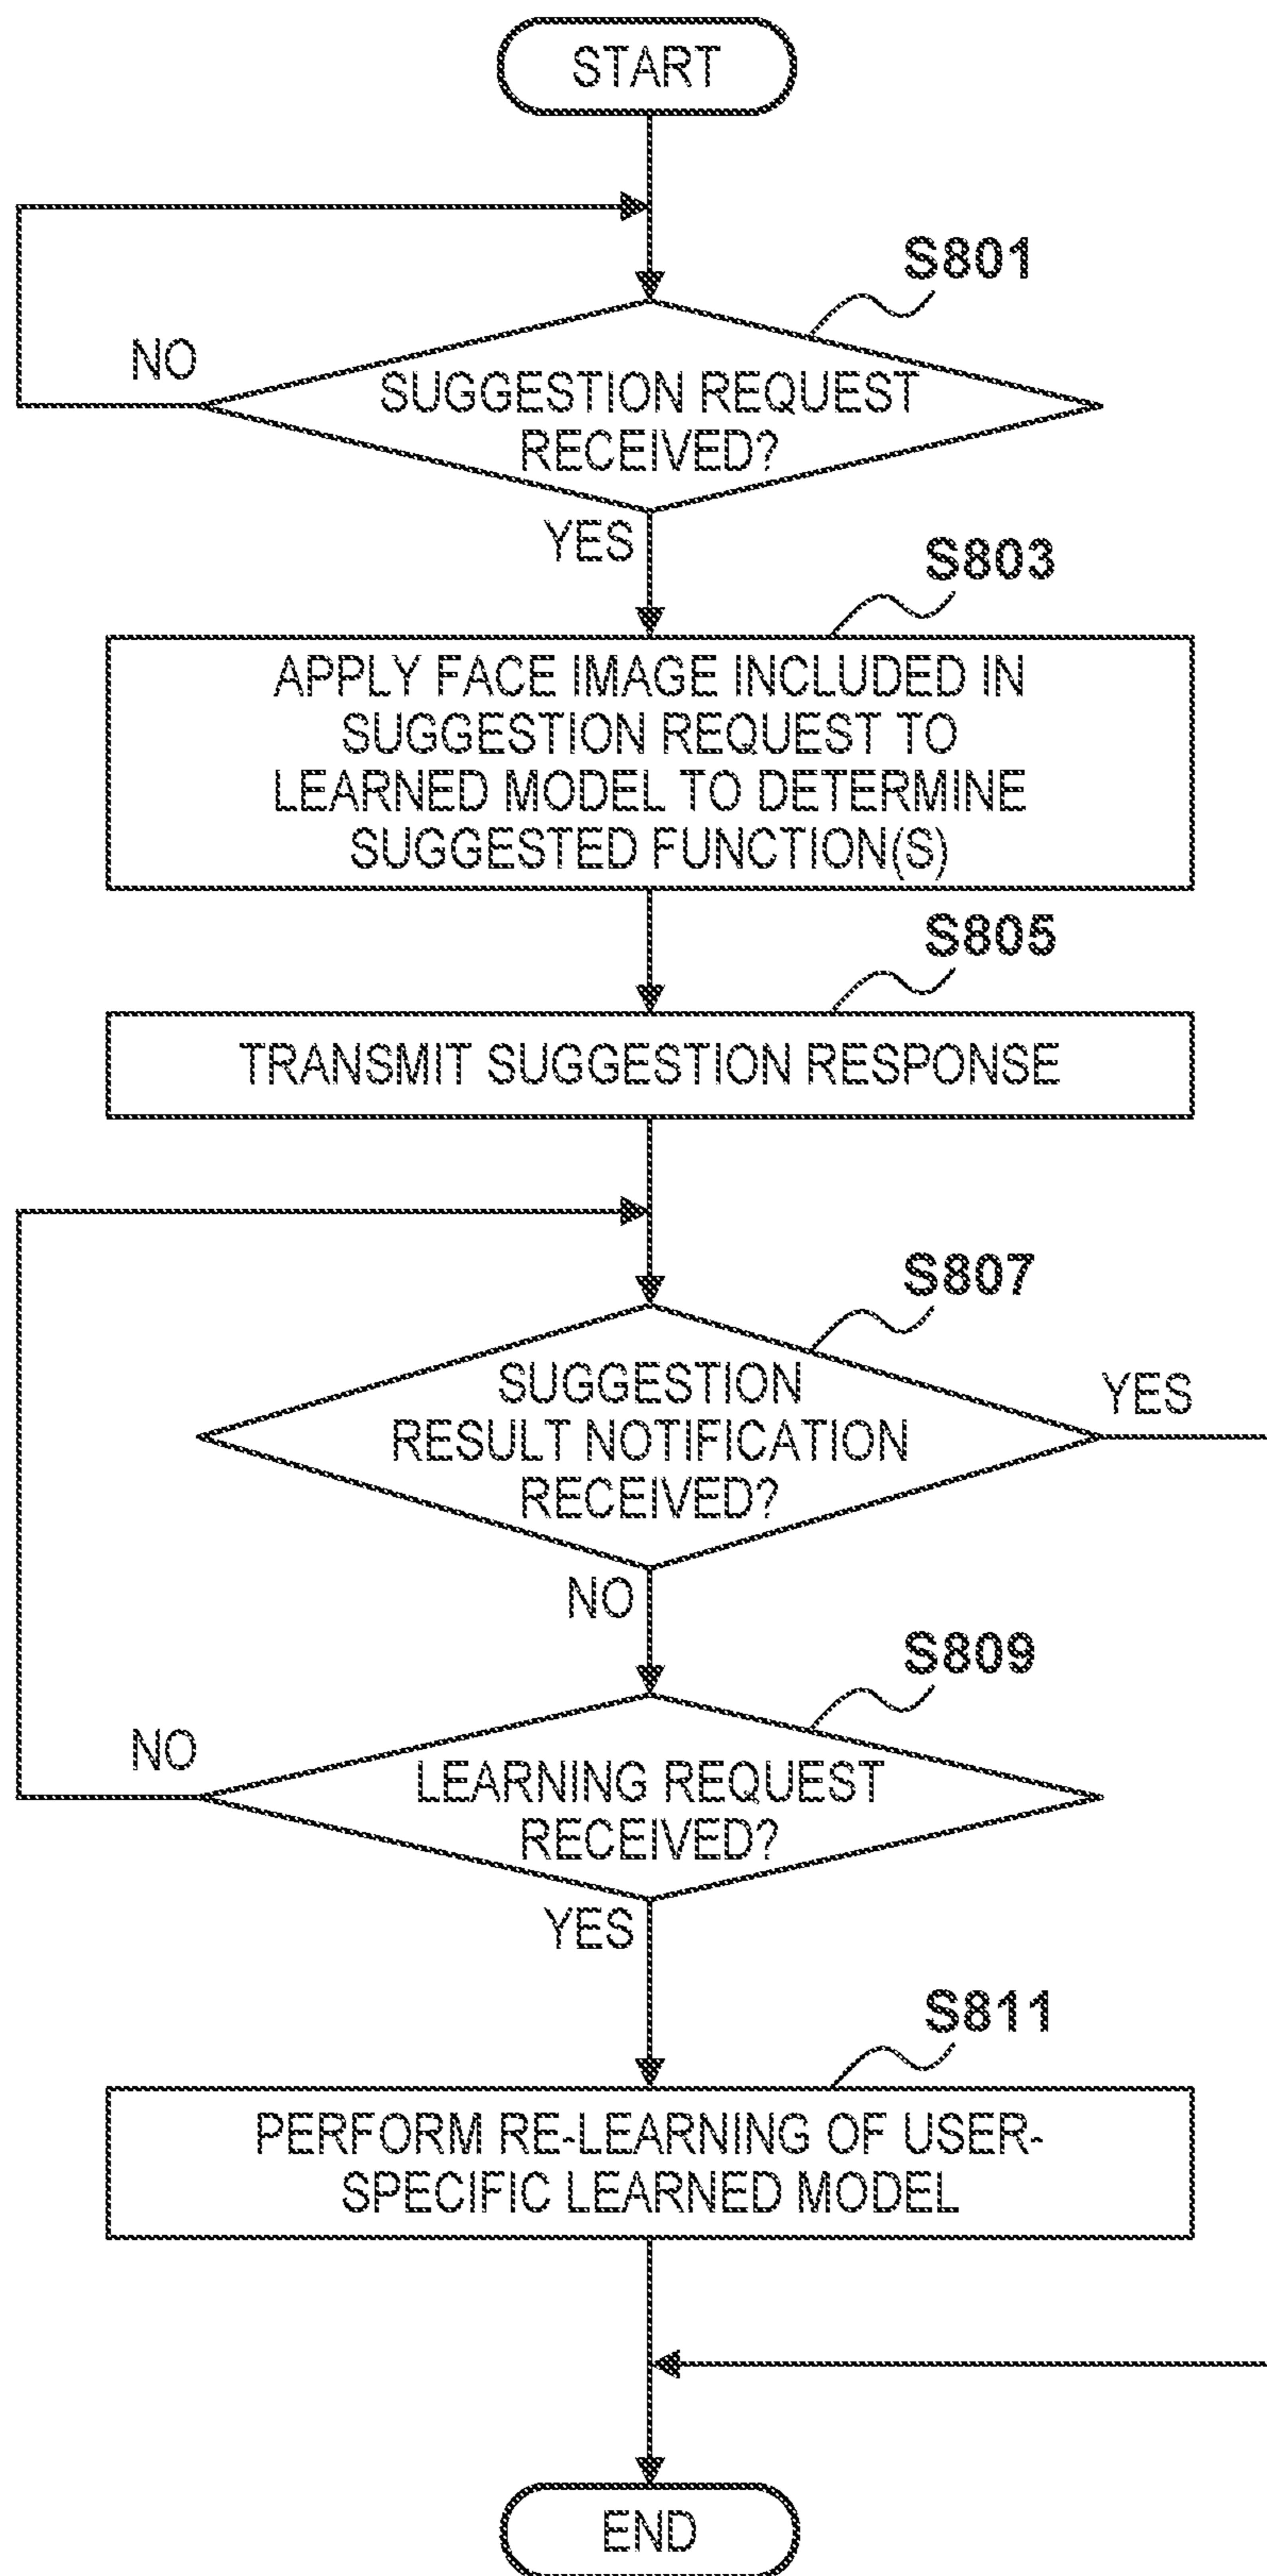 START
S801
NO
SUGGESTION REQUEST
RECEIVED?
YES
S803
APPLY FACE IMAGE INCLUDED IN
SUGGESTION REQUEST TO
LEARNED MODEL TO DETERMINE
SUGGESTED FUNCTION(S)
S805
TRANSMIT SUGGESTION RESPONSE
S807
SUGGESTION
RESULT NOTIFICATION
RECEIVED?
YES
NO
S809
NO
LEARNING REQUEST
RECEIVED?
YES
S811
PERFORM RE-LEARNING OF USER-
SPECIFIC LEARNED MODEL
END